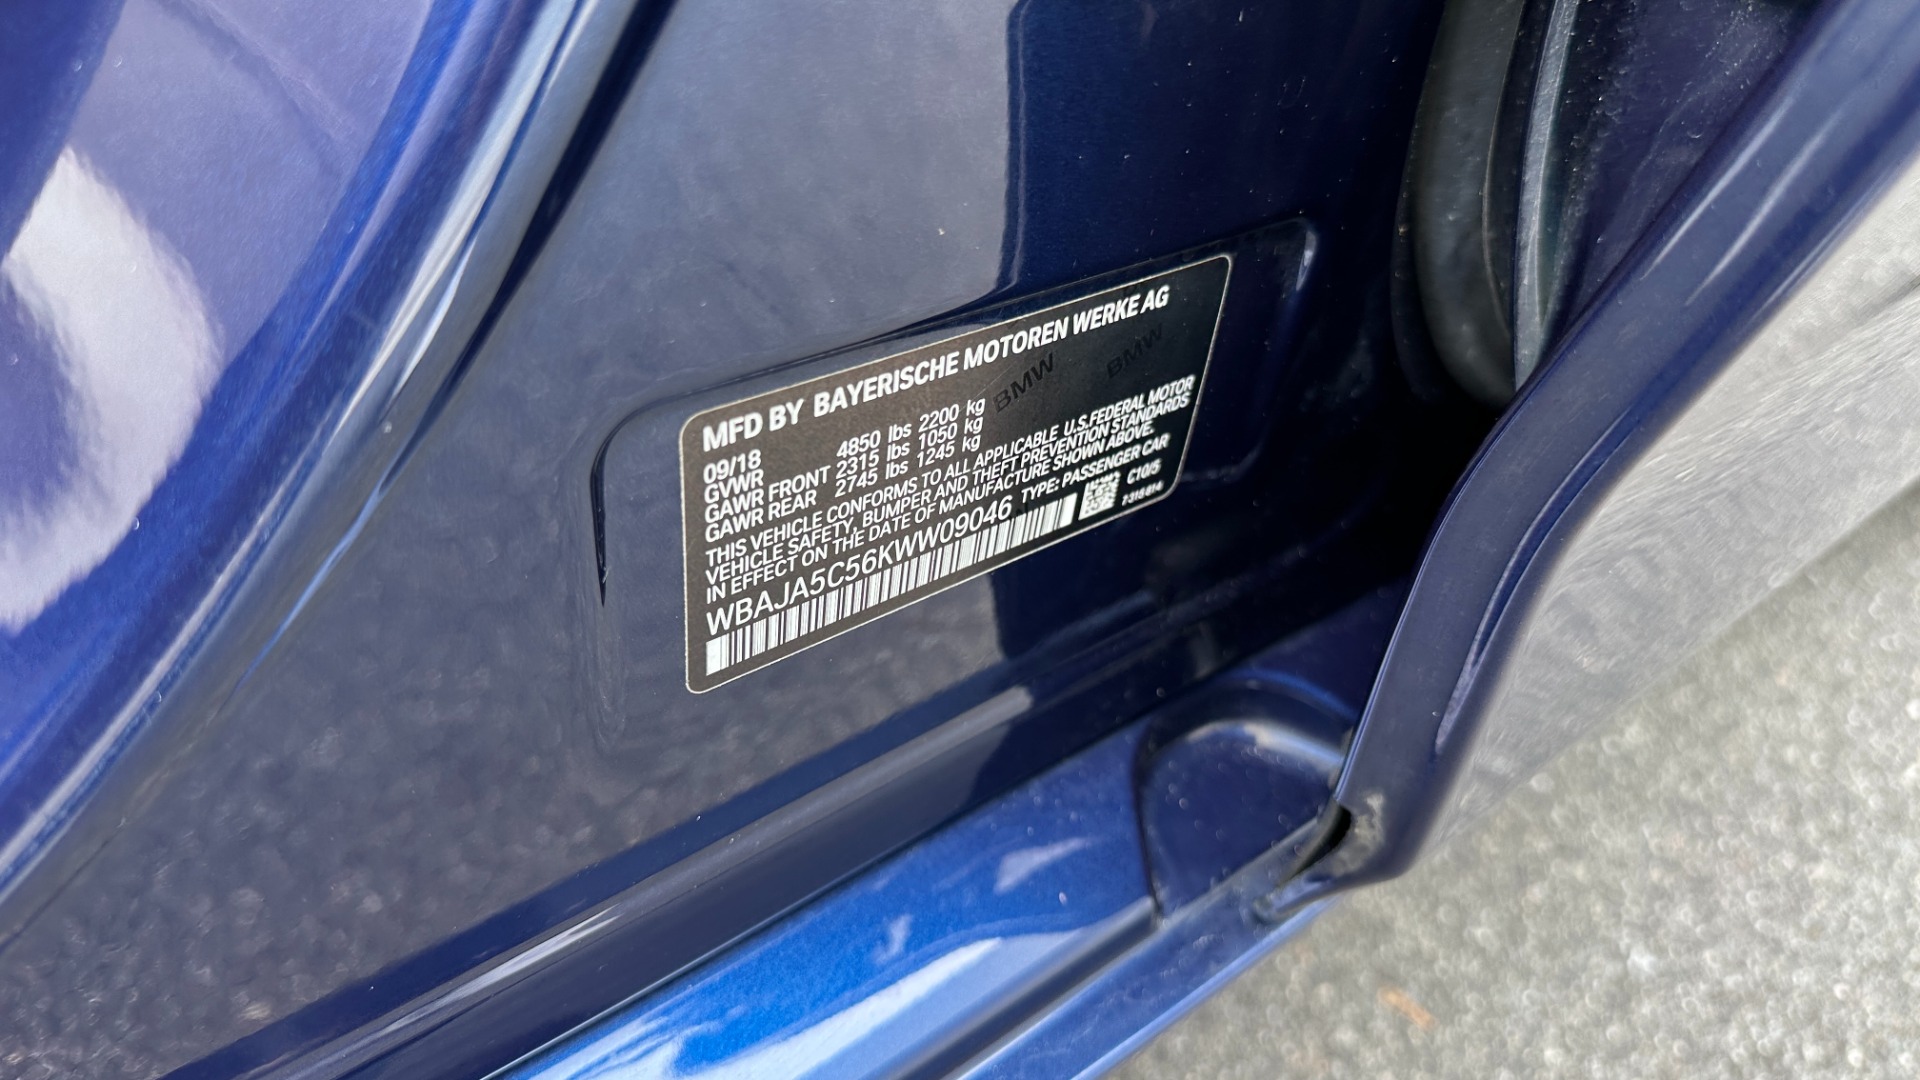 MFD BY BAYERISCHE MOTOREN WERKE AG
BMW BMW
09/18
GVWR 4850 lbs 2200 kg
GAWR FRONT 2315 lbs 1050 kg
GAWR REAR 2745 lbs 1245 kg
THIS VEHICLE CONFORMS TO ALL APPLICABLE U.S.FEDERAL MOTOR
VEHICLE SAFETY, BUMPER AND THEFT PREVENTION STANDARDS
IN EFFECT ON THE DATE OF MANUFACTURE SHOWN ABOVE.
WBAJA5C56KWW09046 TYPE: PASSENGER CAR
C10/5
7 318 814